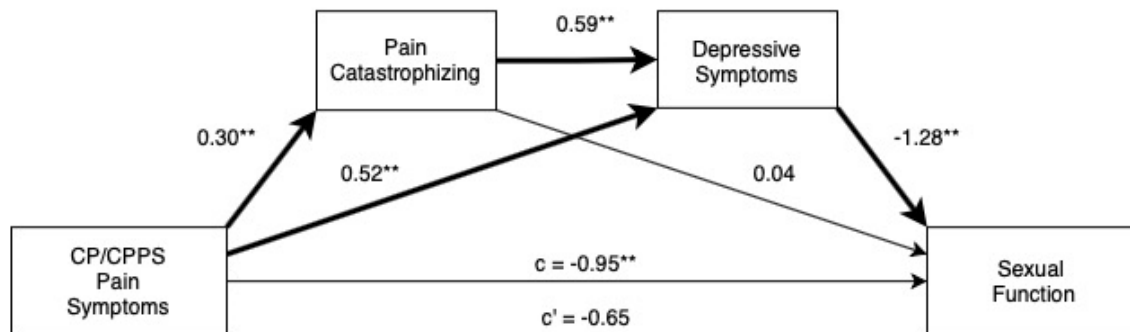 Pain
Catastrophizing
0.59**
Depressive
Symptoms
0.30**
0.52**
0.04
-1.28**
CP/CPPS
Pain
Symptoms
c = -0.95**
c' = -0.65
Sexual
Function